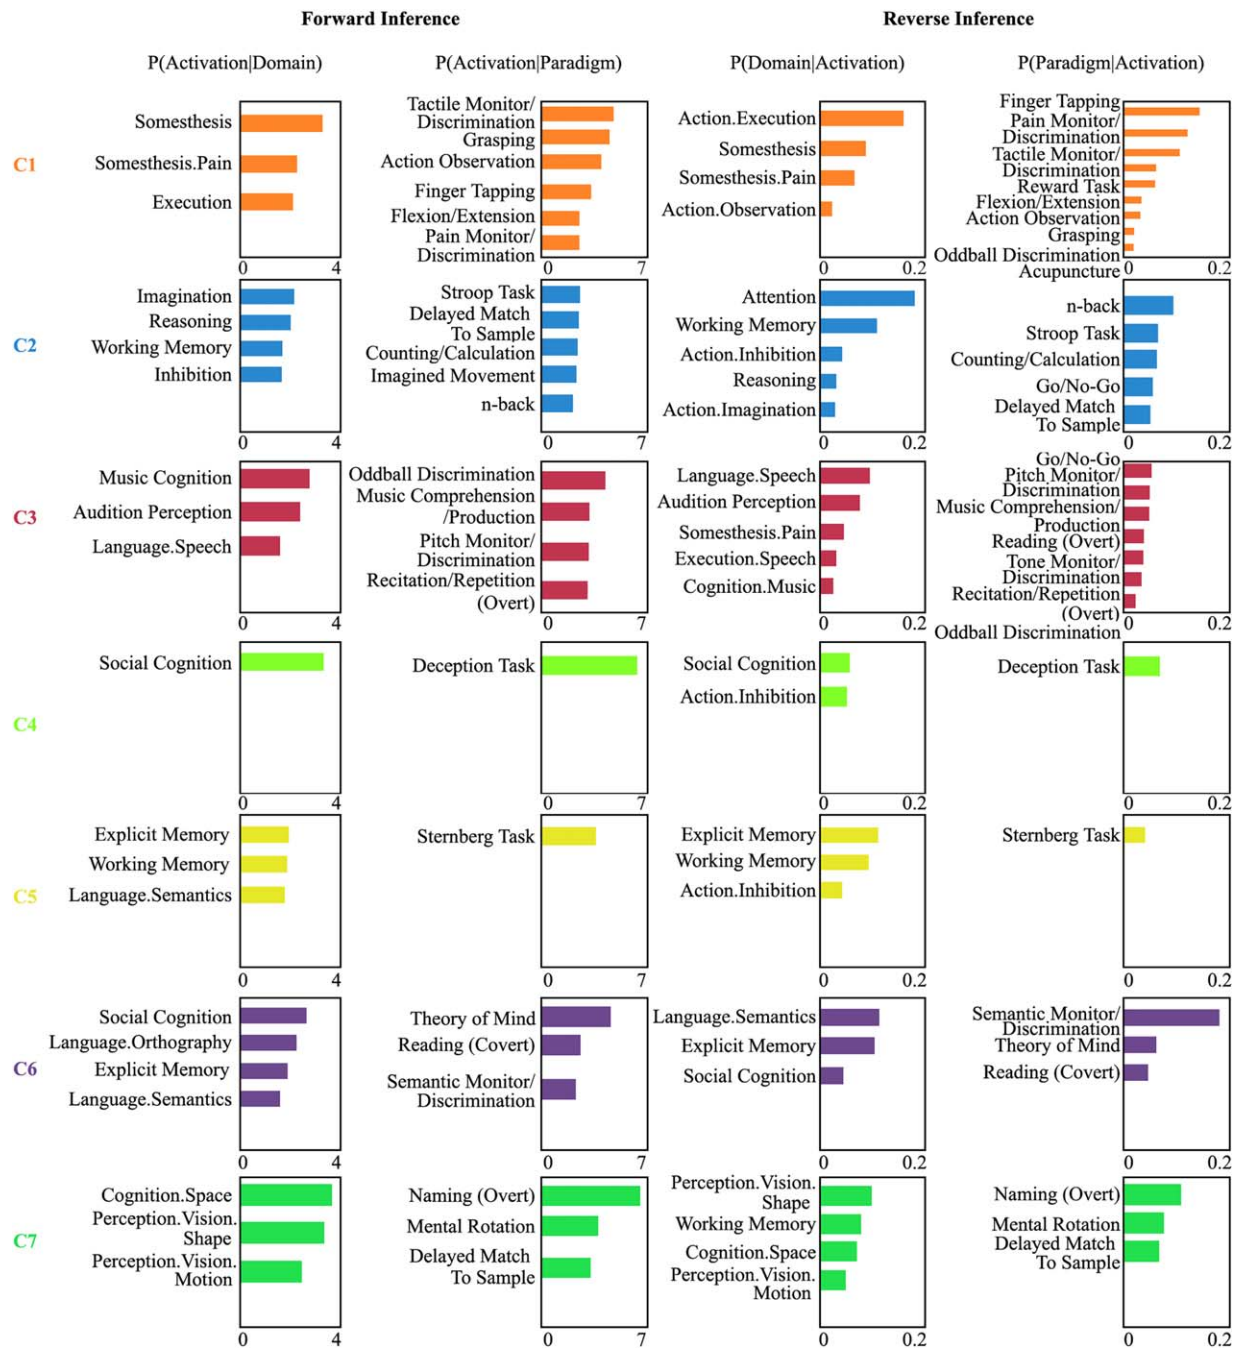 Forward Inference
Reverse Inference
P(Activation|Domain)
P(Activation|Paradigm)
P(Domain|Activation)
P(Paradigm|Activation)
C1
Somesthesis
Somesthesis.Pain
Execution
0 4
Tactile Monitor/
Discrimination
Grasping
Action Observation
Finger Tapping
Flexion/Extension
Pain Monitor/
Discrimination
0 7
Action.Execution
Somesthesis
Somesthesis.Pain
Action.Observation
0 0.2
Finger Tapping
Pain Monitor/
Discrimination
Tactile Monitor/
Discrimination
Reward Task
Flexion/Extension
Action Observation
Grasping
Oddball Discrimination
Acupuncture
0 0.2
C2
Imagination
Reasoning
Working Memory
Inhibition
0 4
Stroop Task
Delayed Match
To Sample
Counting/Calculation
Imagined Movement
n-back
0 7
Attention
Working Memory
Action.Inhibition
Reasoning
Action.Imagination
0 0.2
n-back
Stroop Task
Counting/Calculation
Go/No-Go
Delayed Match
To Sample
0 0.2
C3
Music Cognition
Audition Perception
Language.Speech
0 4
Oddball Discrimination
Music Comprehension
/Production
Pitch Monitor/
Discrimination
Recitation/Repetition
(Overt)
0 7
Language.Speech
Audition Perception
Somesthesis.Pain
Execution.Speech
Cognition.Music
0 0.2
Go/No-Go
Pitch Monitor/
Discrimination
Music Comprehension/
Production
Reading (Overt)
Tone Monitor/
Discrimination
Recitation/Repetition
(Overt)
Oddball Discrimination
0 0.2
C4
Social Cognition
0 4
Deception Task
0 7
Social Cognition
Action.Inhibition
0 0.2
Deception Task
0 0.2
C5
Explicit Memory
Working Memory
Language.Semantics
0 4
Sternberg Task
0 7
Explicit Memory
Working Memory
Action.Inhibition
0 0.2
Sternberg Task
0 0.2
C6
Social Cognition
Language.Orthography
Explicit Memory
Language.Semantics
0 4
Theory of Mind
Reading (Covert)
Semantic Monitor/
Discrimination
0 7
Language.Semantics
Explicit Memory
Social Cognition
0 0.2
Semantic Monitor/
Discrimination
Theory of Mind
Reading (Covert)
0 0.2
C7
Cognition.Space
Perception.Vision.
Shape
Perception.Vision.
Motion
0 4
Naming (Overt)
Mental Rotation
Delayed Match
To Sample
0 7
Perception.Vision.
Shape
Working Memory
Cognition.Space
Perception.Vision.
Motion
0 0.2
Naming (Overt)
Mental Rotation
Delayed Match
To Sample
0 0.2